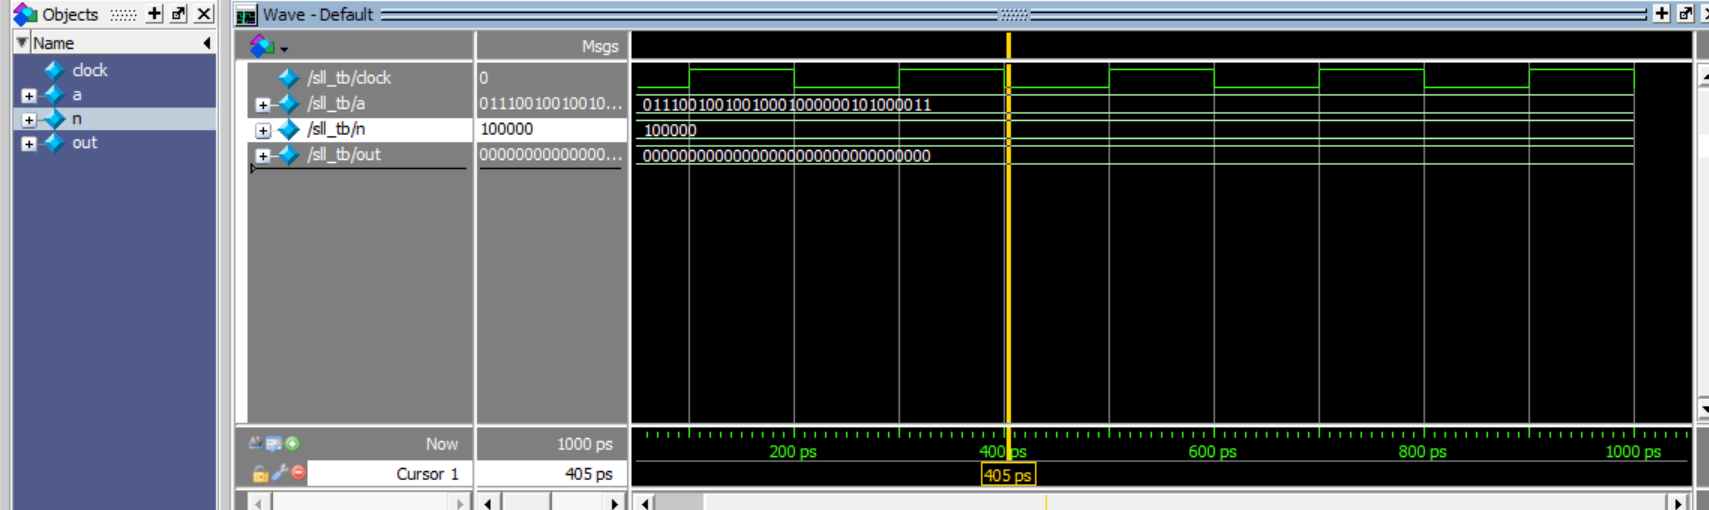 Objects
Name
clock
a
n
out
Wave - Default
Msgs
/sll_tb/clock 0
/sll_tb/a 01110010010010... 01110010010010001000000101000011
/sll_tb/n 100000 100000
/sll_tb/out 00000000000000... 00000000000000000000000000000000
Now 1000 ps 200 ps 400 ps 600 ps 800 ps 1000 ps
Cursor 1 405 ps 405 ps